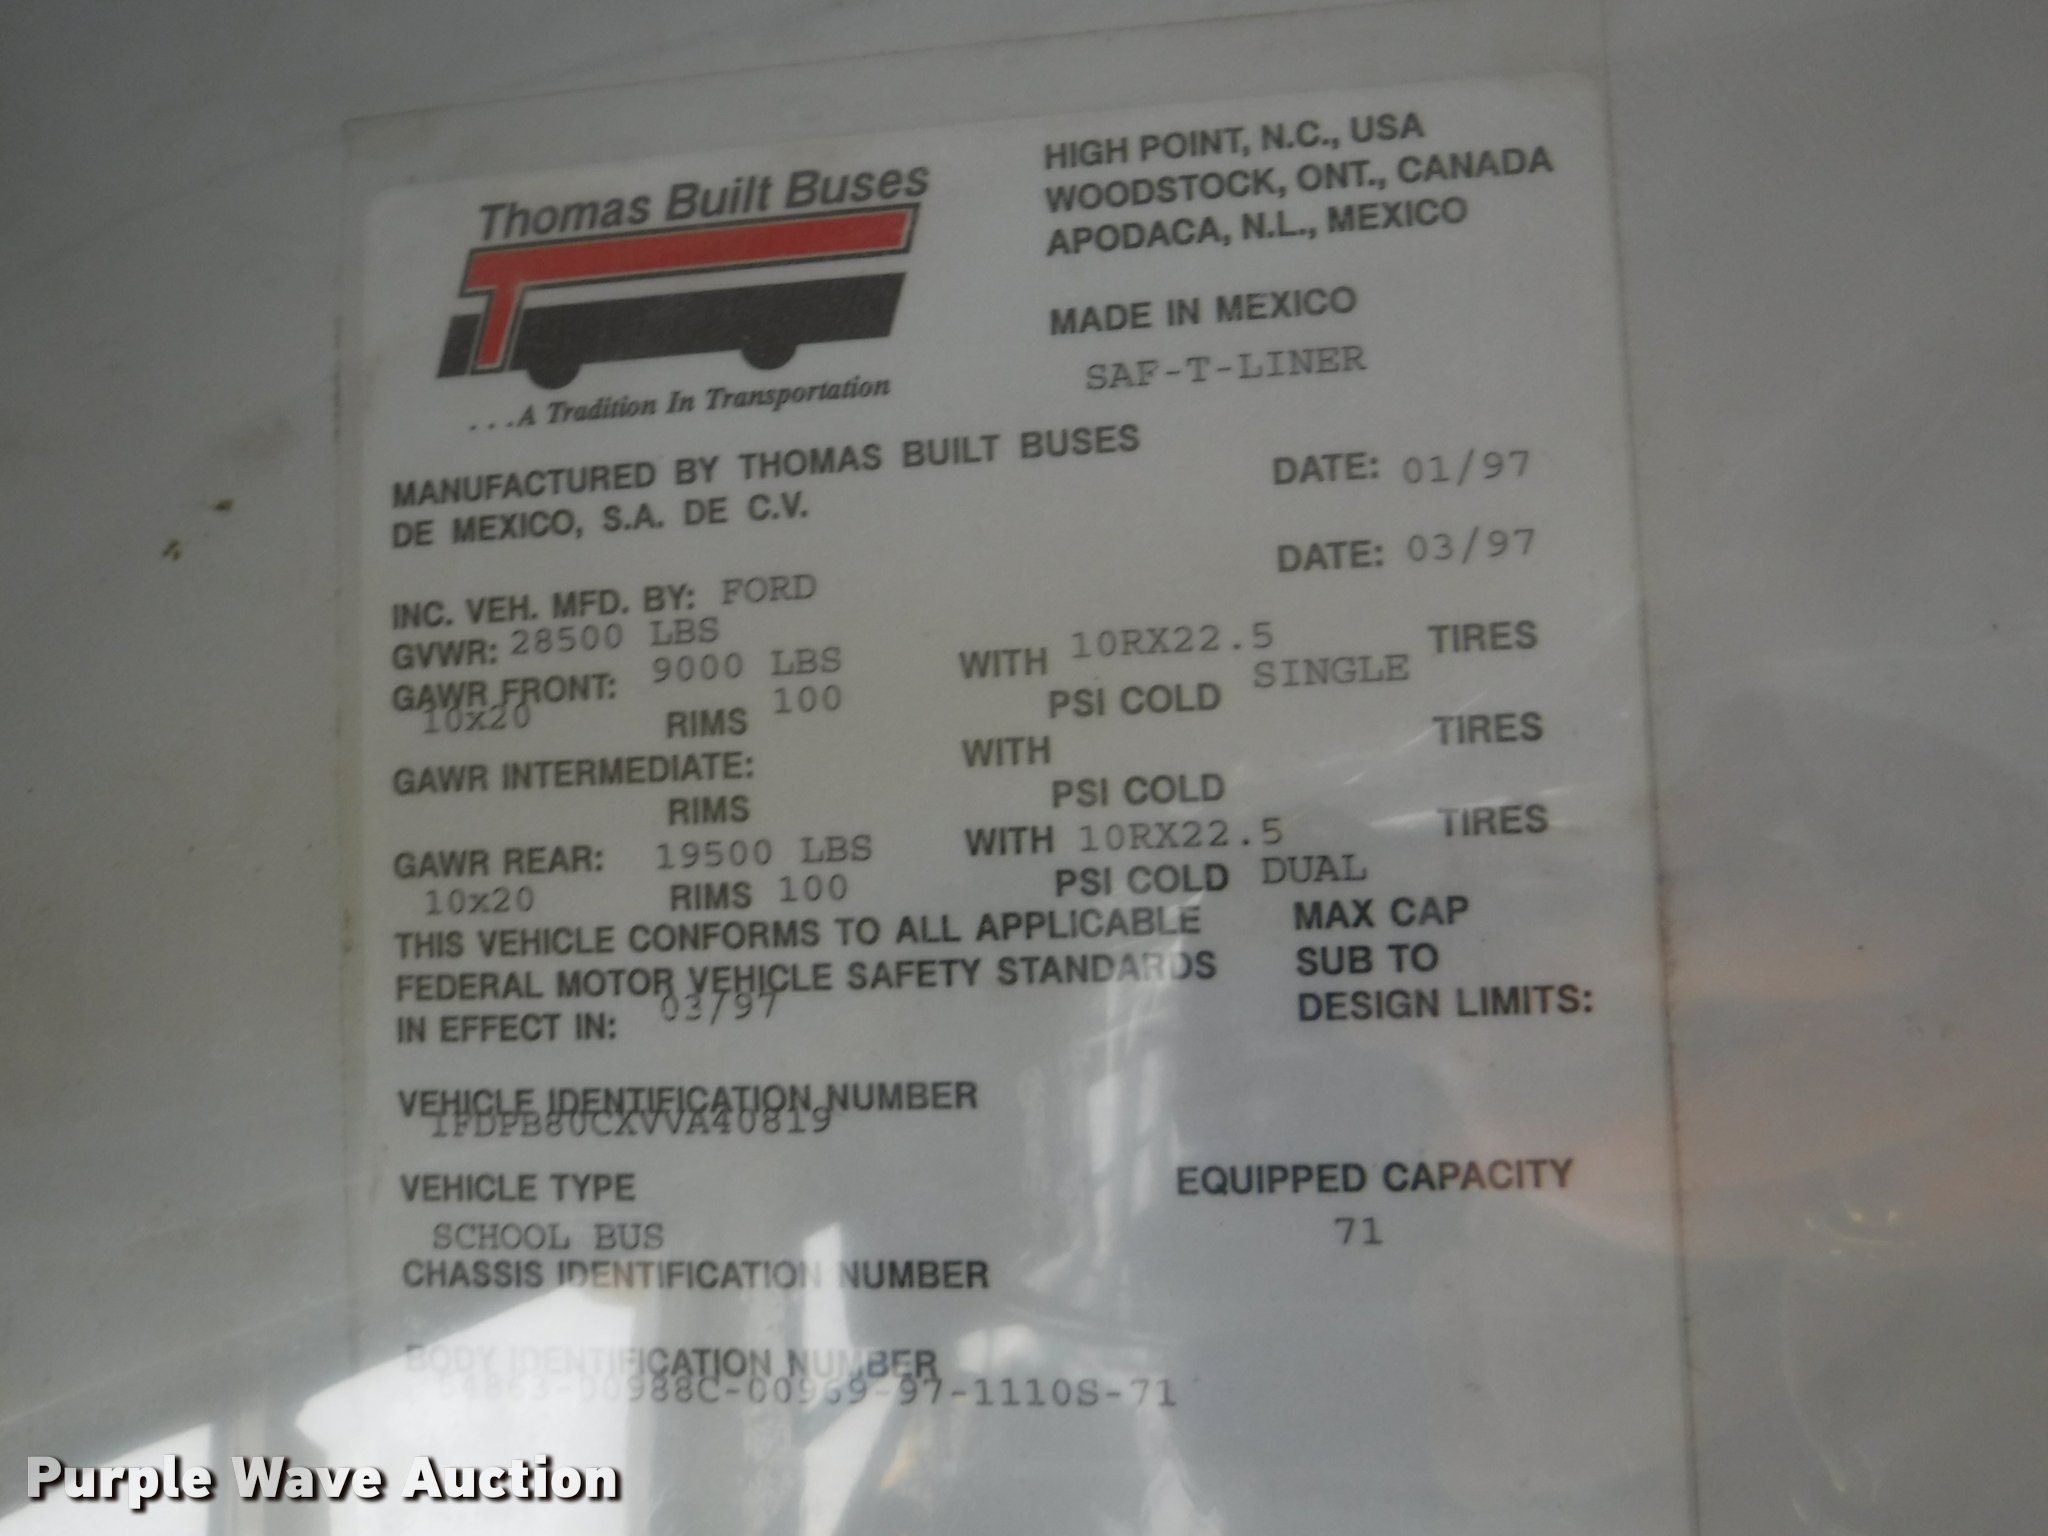 Thomas Built Buses
...A Tradition In Transportation
HIGH POINT, N.C., USA
WOODSTOCK, ONT., CANADA
APODACA, N.L., MEXICO
MADE IN MEXICO
SAF-T-LINER
MANUFACTURED BY THOMAS BUILT BUSES
DE MEXICO, S.A. DE C.V.
DATE: 01/97
INC. VEH. MFD. BY: FORD
DATE: 03/97
GVWR: 28500 LBS
GAWR FRONT: 9000 LBS WITH 10RX22.5 TIRES
10x20 RIMS 100 PSI COLD SINGLE
GAWR INTERMEDIATE: WITH TIRES
RIMS PSI COLD
GAWR REAR: 19500 LBS WITH 10RX22.5 TIRES
10x20 RIMS 100 PSI COLD DUAL
THIS VEHICLE CONFORMS TO ALL APPLICABLE
FEDERAL MOTOR VEHICLE SAFETY STANDARDS
IN EFFECT IN: 03/97
MAX CAP
SUB TO
DESIGN LIMITS:
VEHICLE IDENTIFICATION NUMBER
1FDPB80CXVVA40819
VEHICLE TYPE
SCHOOL BUS
EQUIPPED CAPACITY
71
CHASSIS IDENTIFICATION NUMBER
BODY IDENTIFICATION NUMBER
Purple Wave Auction